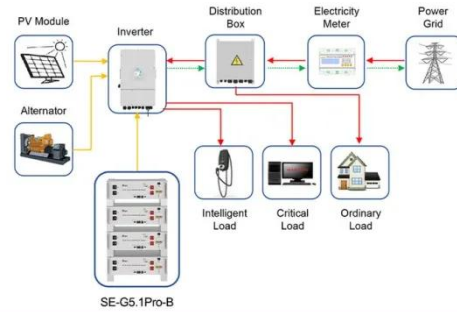 PV Module
Inverter
Distribution
Box
Electricity
Meter
Power
Grid
Alternator
Intelligent
Load
Critical
Load
Ordinary
Load
SE-G5.1Pro-B